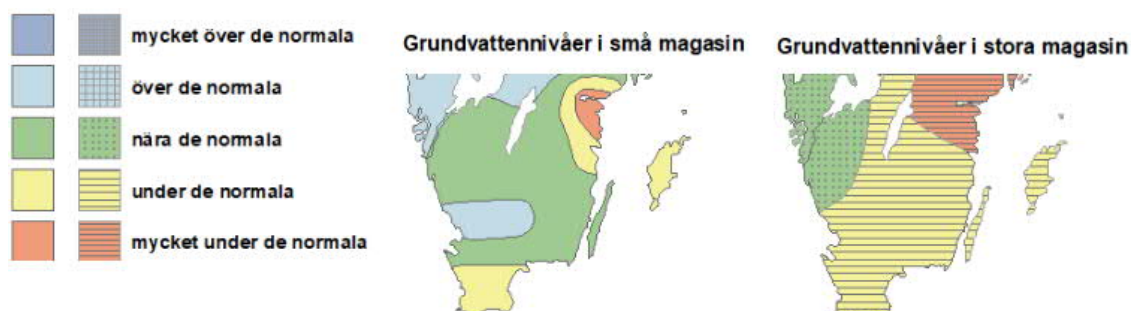 mycket över de normala
över de normala
nära de normala
under de normala
mycket under de normala
Grundvattennivåer i små magasin
Grundvattennivåer i stora magasin